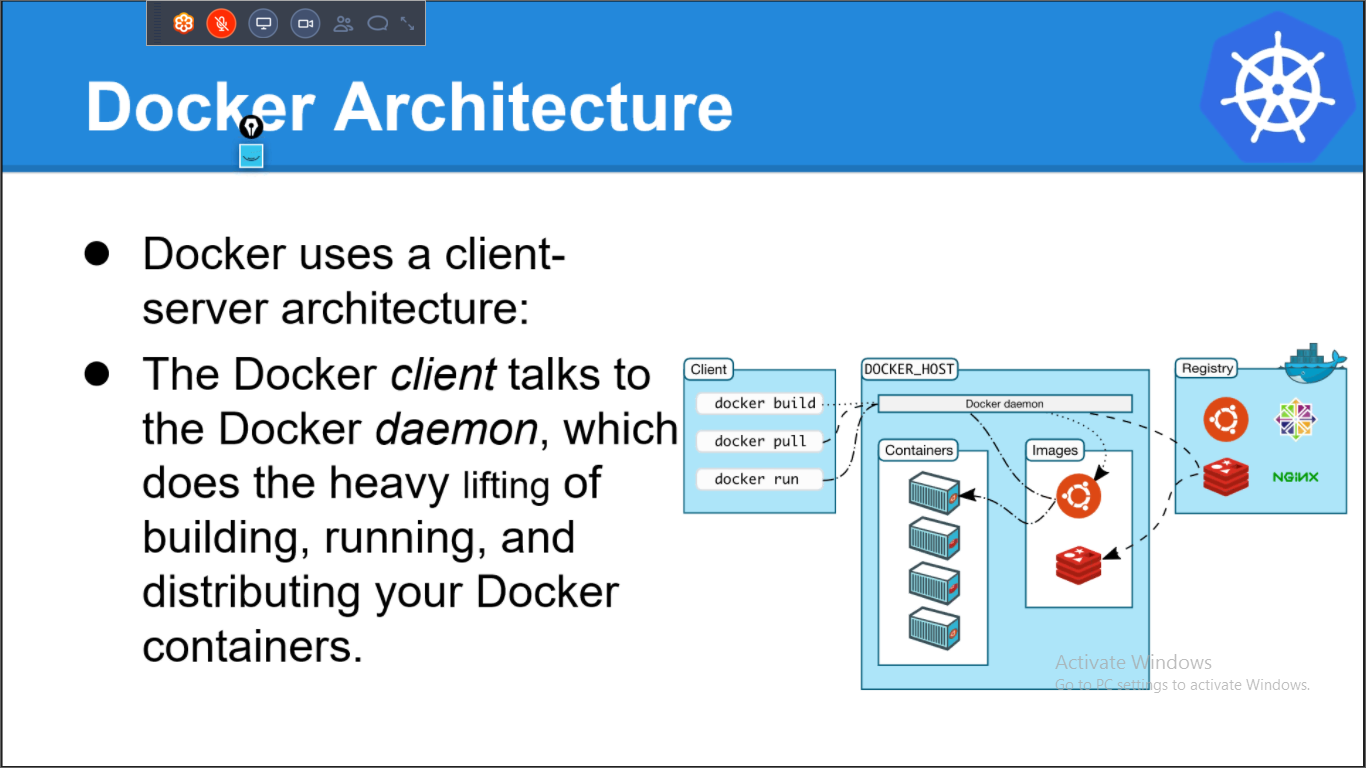 Docker Architecture
Docker uses a client-
server architecture:
The Docker client talks to
the Docker daemon, which
does the heavy lifting of
building, running, and
distributing your Docker
containers.
Client
docker build
docker pull
docker run
DOCKER_HOST
Docker daemon
Containers
Images
Registry
NGINX
Activate Windows
Go to PC settings to activate Windows.